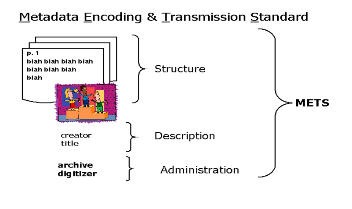 Metadata Encoding & Transmission Standard
p. 1
blah blah blah blah
blah blah blah
blah
Structure
METS
creator
title
Description
archive
digitizer
Administration